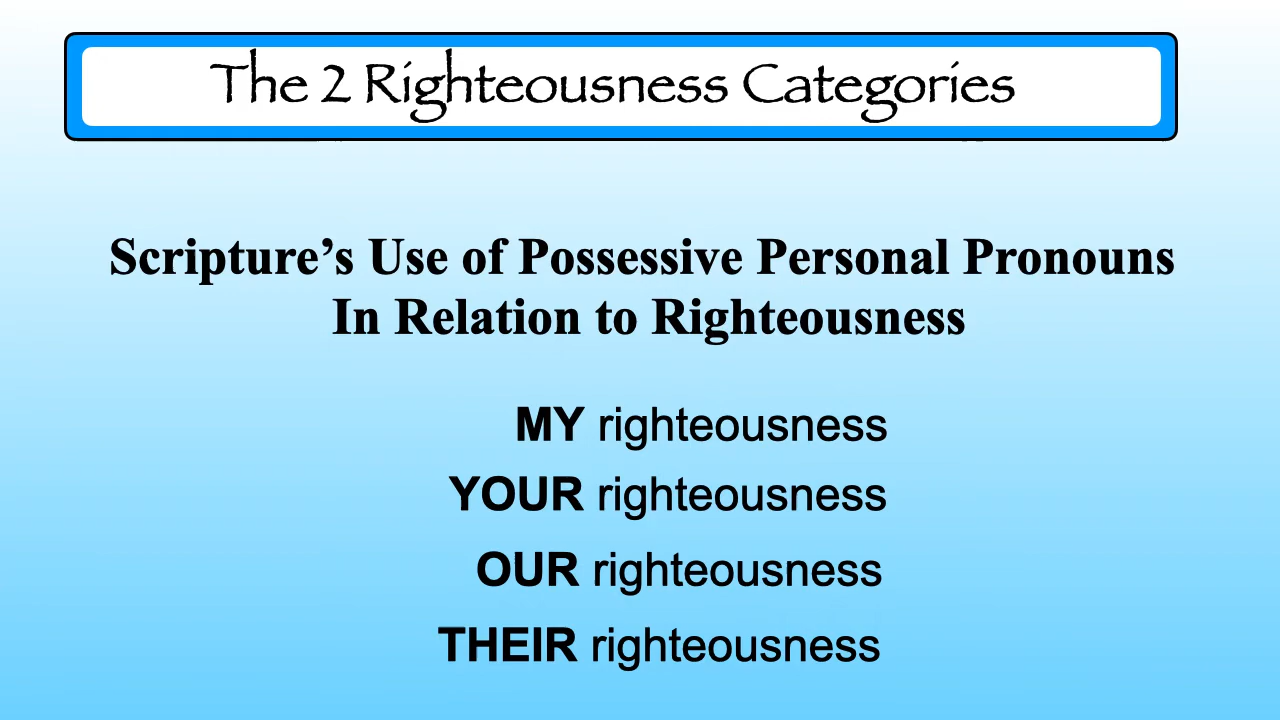 The 2 Righteousness Categories
Scripture’s Use of Possessive Personal Pronouns
In Relation to Righteousness
MY righteousness
YOUR righteousness
OUR righteousness
THEIR righteousness